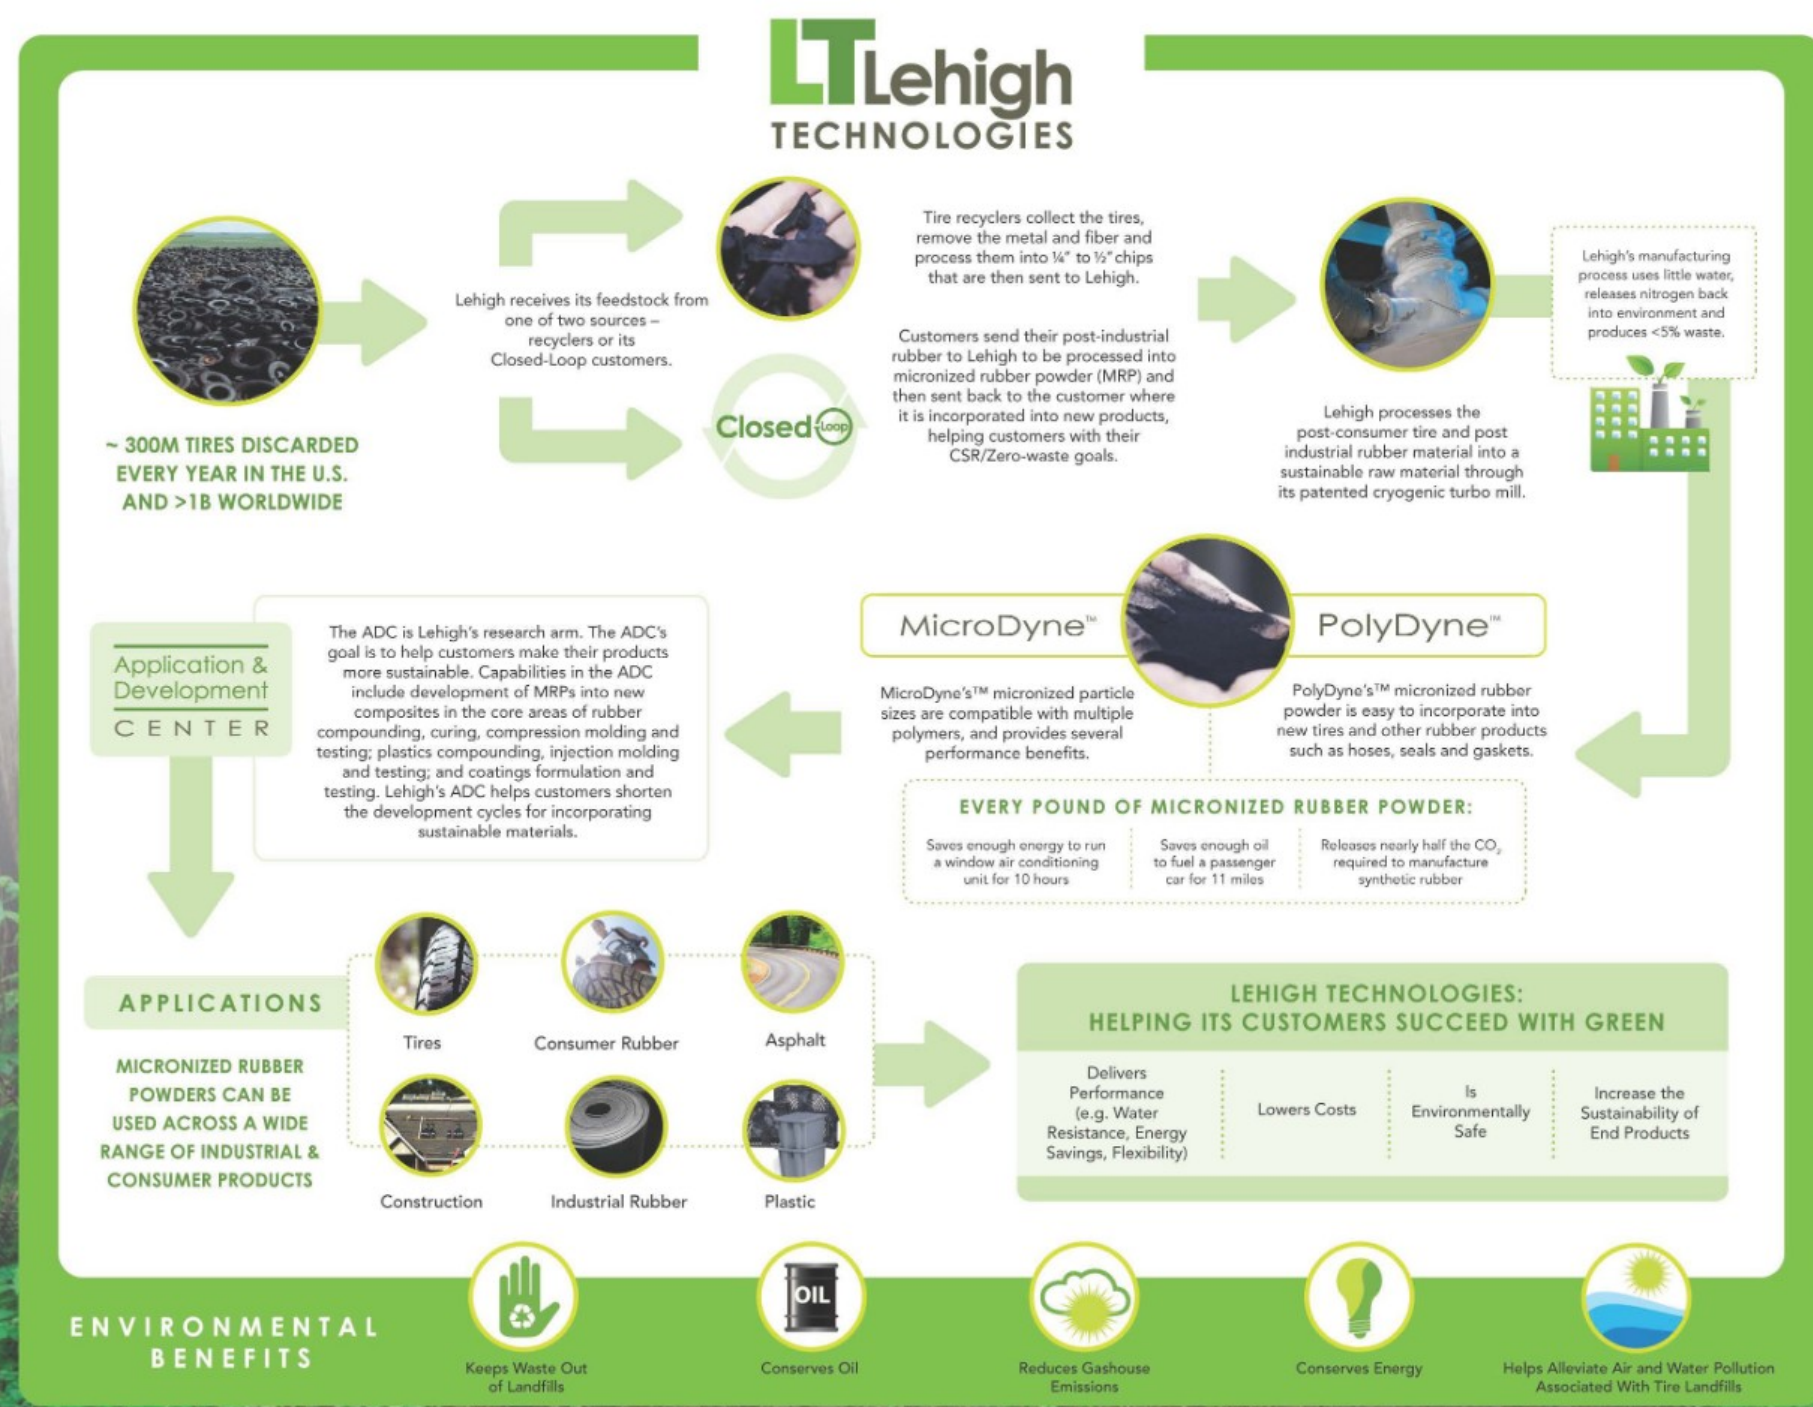 LT Lehigh
TECHNOLOGIES
~ 300M TIRES DISCARDED
EVERY YEAR IN THE U.S.
AND >1B WORLDWIDE
Lehigh receives its feedstock from
one of two sources –
recyclers or its
Closed-Loop customers.
Tire recyclers collect the tires,
remove the metal and fiber and
process them into ¼" to ½" chips
that are then sent to Lehigh.
Closed Loop
Customers send their post-industrial
rubber to Lehigh to be processed into
micronized rubber powder (MRP) and
then sent back to the customer where
it is incorporated into new products,
helping customers with their
CSR/Zero-waste goals.
Lehigh processes the
post-consumer tire and post
industrial rubber material into a
sustainable raw material through
its patented cryogenic turbo mill.
Lehigh's manufacturing
process uses little water,
releases nitrogen back
into environment and
produces <5% waste.
MicroDyne™
PolyDyne™
MicroDyne's™ micronized particle
sizes are compatible with multiple
polymers, and provides several
performance benefits.
PolyDyne's™ micronized rubber
powder is easy to incorporate into
new tires and other rubber products
such as hoses, seals and gaskets.
EVERY POUND OF MICRONIZED RUBBER POWDER:
Saves enough energy to run
a window air conditioning
unit for 10 hours
Saves enough oil
to fuel a passenger
car for 11 miles
Releases nearly half the CO₂
required to manufacture
synthetic rubber
Application &
Development
CENTER
The ADC is Lehigh's research arm. The ADC's
goal is to help customers make their products
more sustainable. Capabilities in the ADC
include development of MRPs into new
composites in the core areas of rubber
compounding, curing, compression molding and
testing; plastics compounding, injection molding
and testing; and coatings formulation and
testing. Lehigh's ADC helps customers shorten
the development cycles for incorporating
sustainable materials.
APPLICATIONS
MICRONIZED RUBBER
POWDERS CAN BE
USED ACROSS A WIDE
RANGE OF INDUSTRIAL &
CONSUMER PRODUCTS
Tires
Consumer Rubber
Asphalt
Construction
Industrial Rubber
Plastic
LEHIGH TECHNOLOGIES:
HELPING ITS CUSTOMERS SUCCEED WITH GREEN
Delivers
Performance
(e.g. Water
Resistance, Energy
Savings, Flexibility)
Lowers Costs
Is
Environmentally
Safe
Increase the
Sustainability of
End Products
ENVIRONMENTAL
BENEFITS
Keeps Waste Out
of Landfills
OIL
Conserves Oil
Reduces Gashouse
Emissions
Conserves Energy
Helps Alleviate Air and Water Pollution
Associated With Tire Landfills